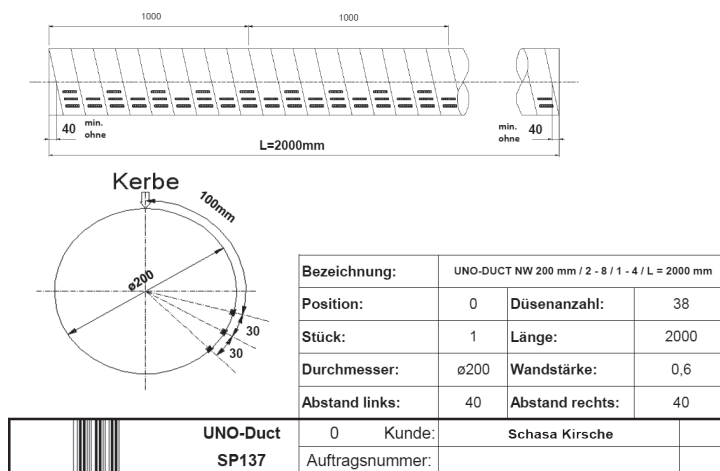 1000 1000
40 min. ohne
min. ohne 40
L=2000mm
Kerbe
100mm
ø200
30
30
Bezeichnung: UNO-DUCT NW 200 mm / 2 - 8 / 1 - 4 / L = 2000 mm
Position: 0 Düsenanzahl: 38
Stück: 1 Länge: 2000
Durchmesser: ø200 Wandstärke: 0,6
Abstand links: 40 Abstand rechts: 40
UNO-Duct 0 Kunde: Schasa Kirsche
SP137 Auftragsnummer: